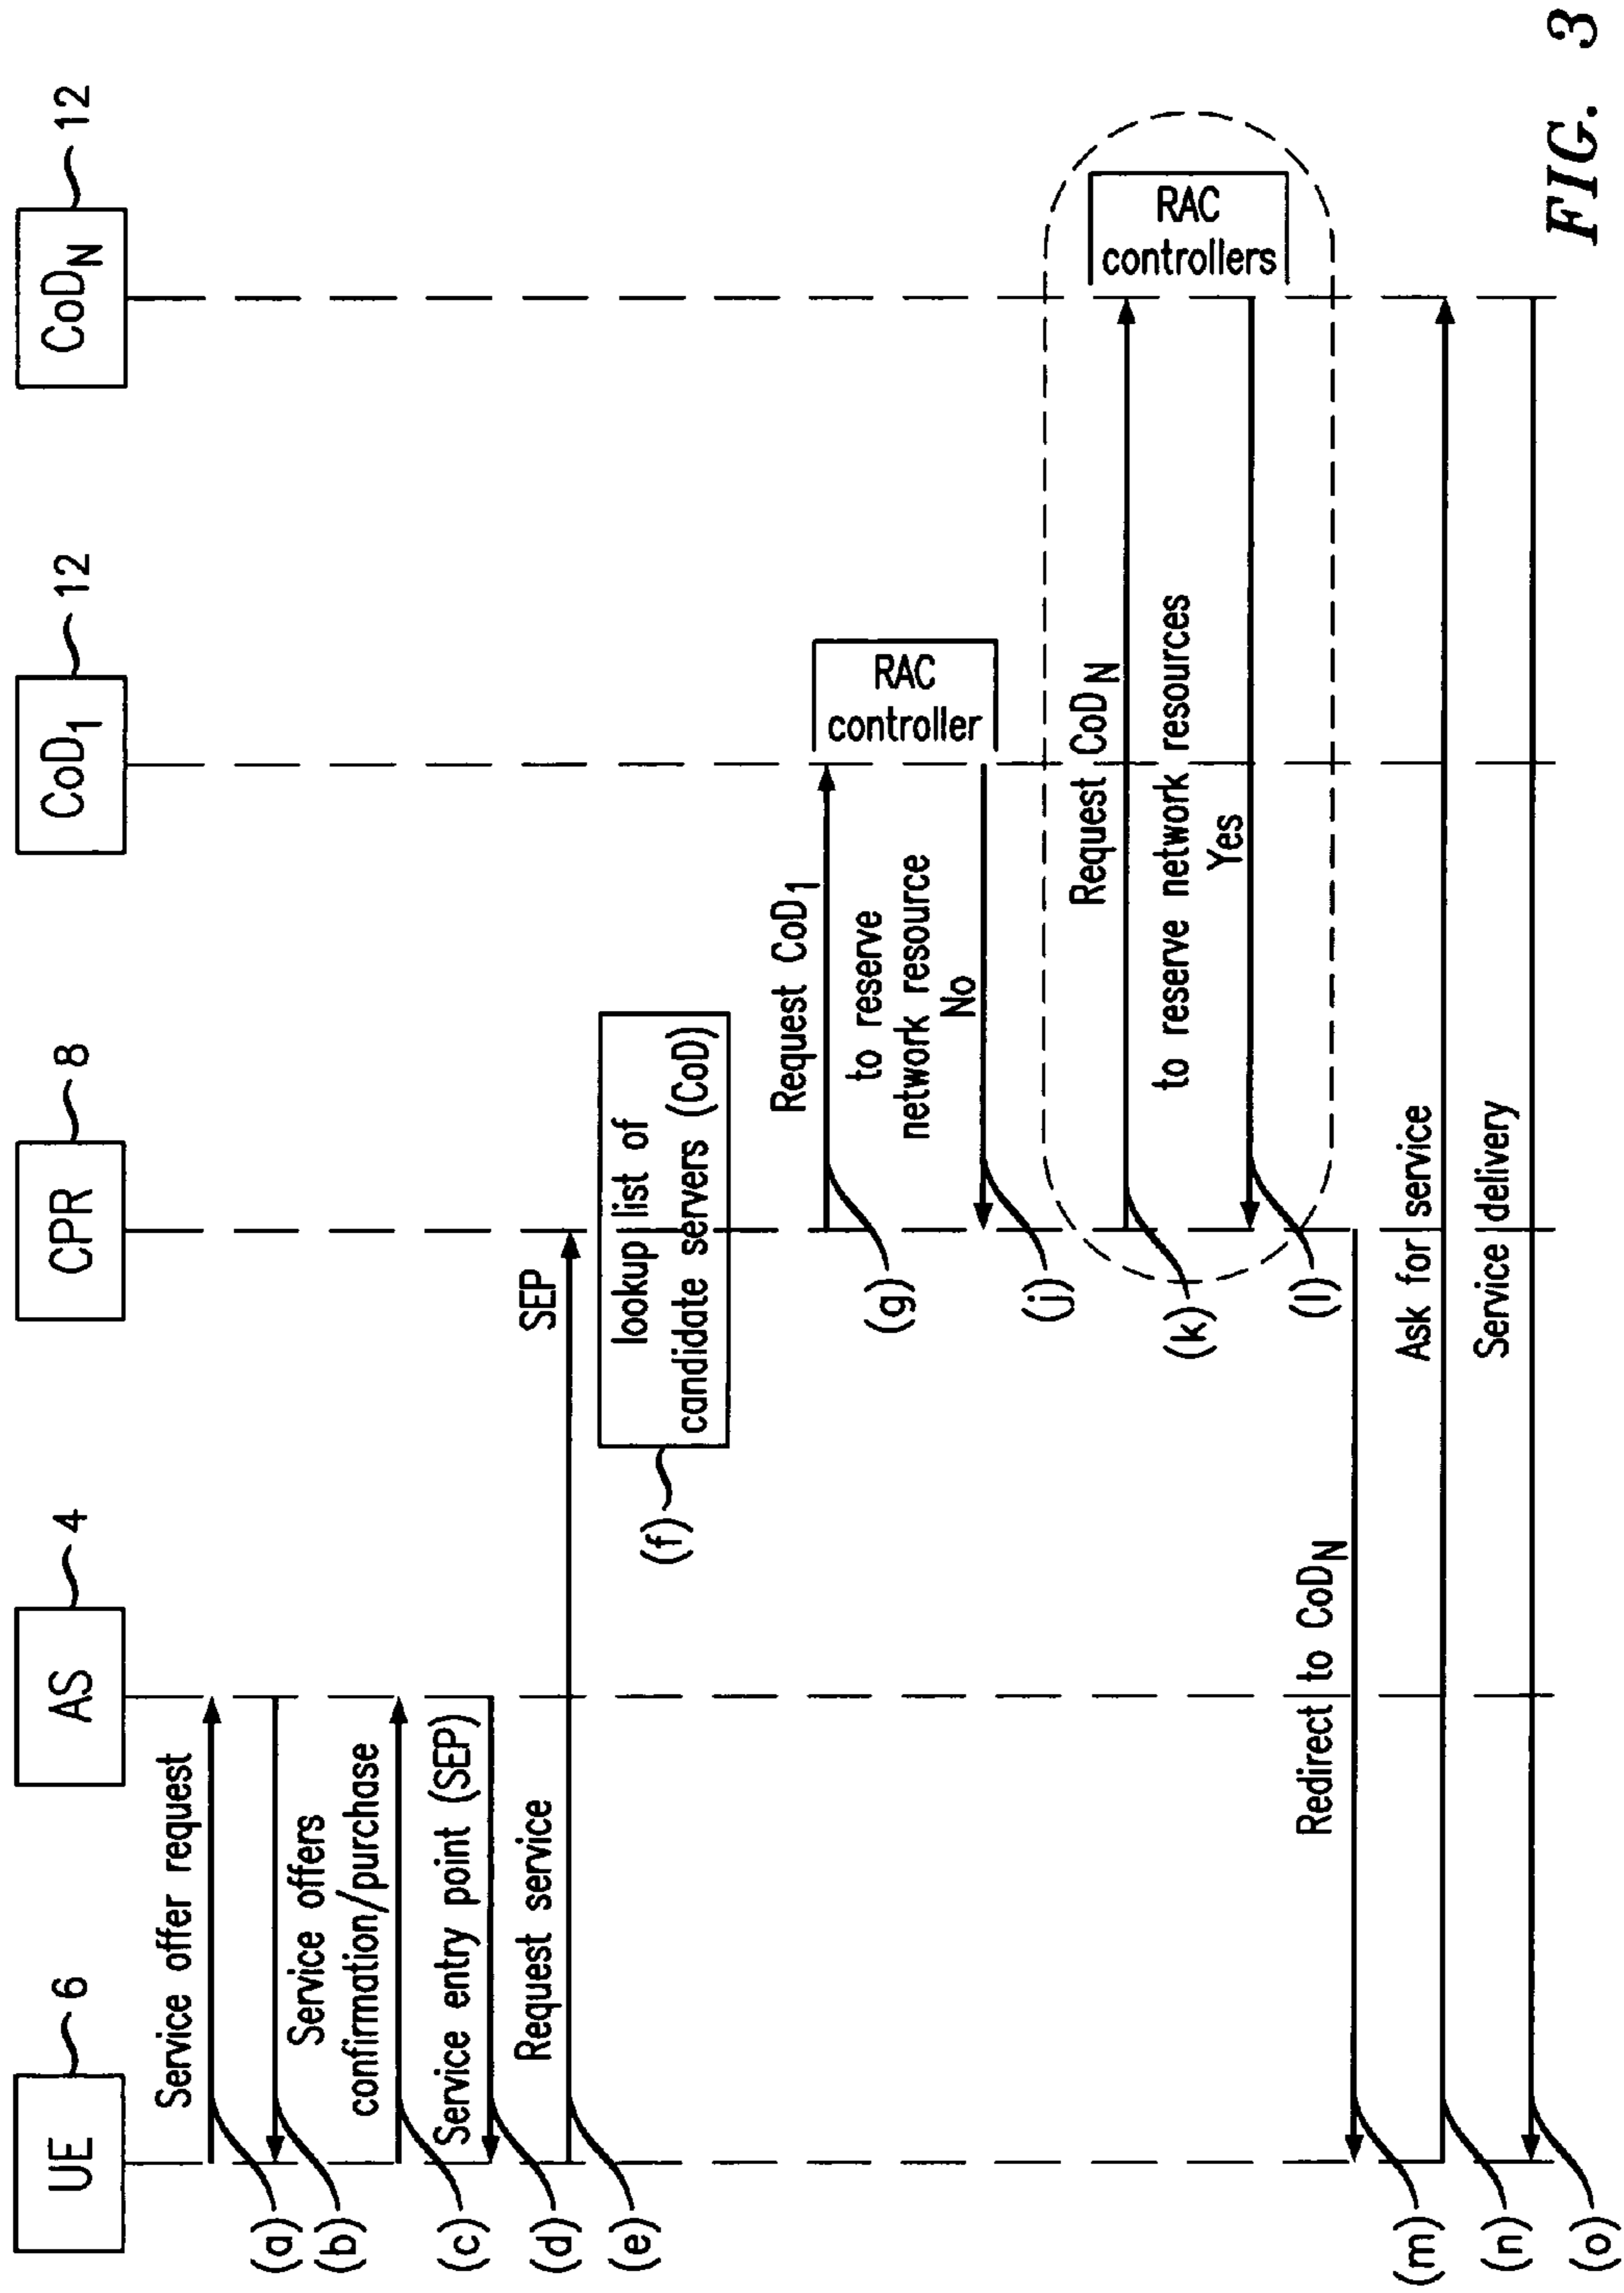 UE
6
AS
4
CPR
8
CoD1
12
CoDN
12
Service offer request
(a)
(b)
Service offers
confirmation/purchase
(c)
Service entry point (SEP)
(d)
Request service
SEP
(e)
lookup list of
candidate servers (CoD)
(f)
Request CoD1
to reserve
network resource
No
RAC
controller
(g)
(j)
Request CoDN
to reserve network resources
Yes
RAC
controllers
(k)
(l)
Redirect to CoDN
(m)
Ask for service
(n)
Service delivery
(o)
FIG. 3